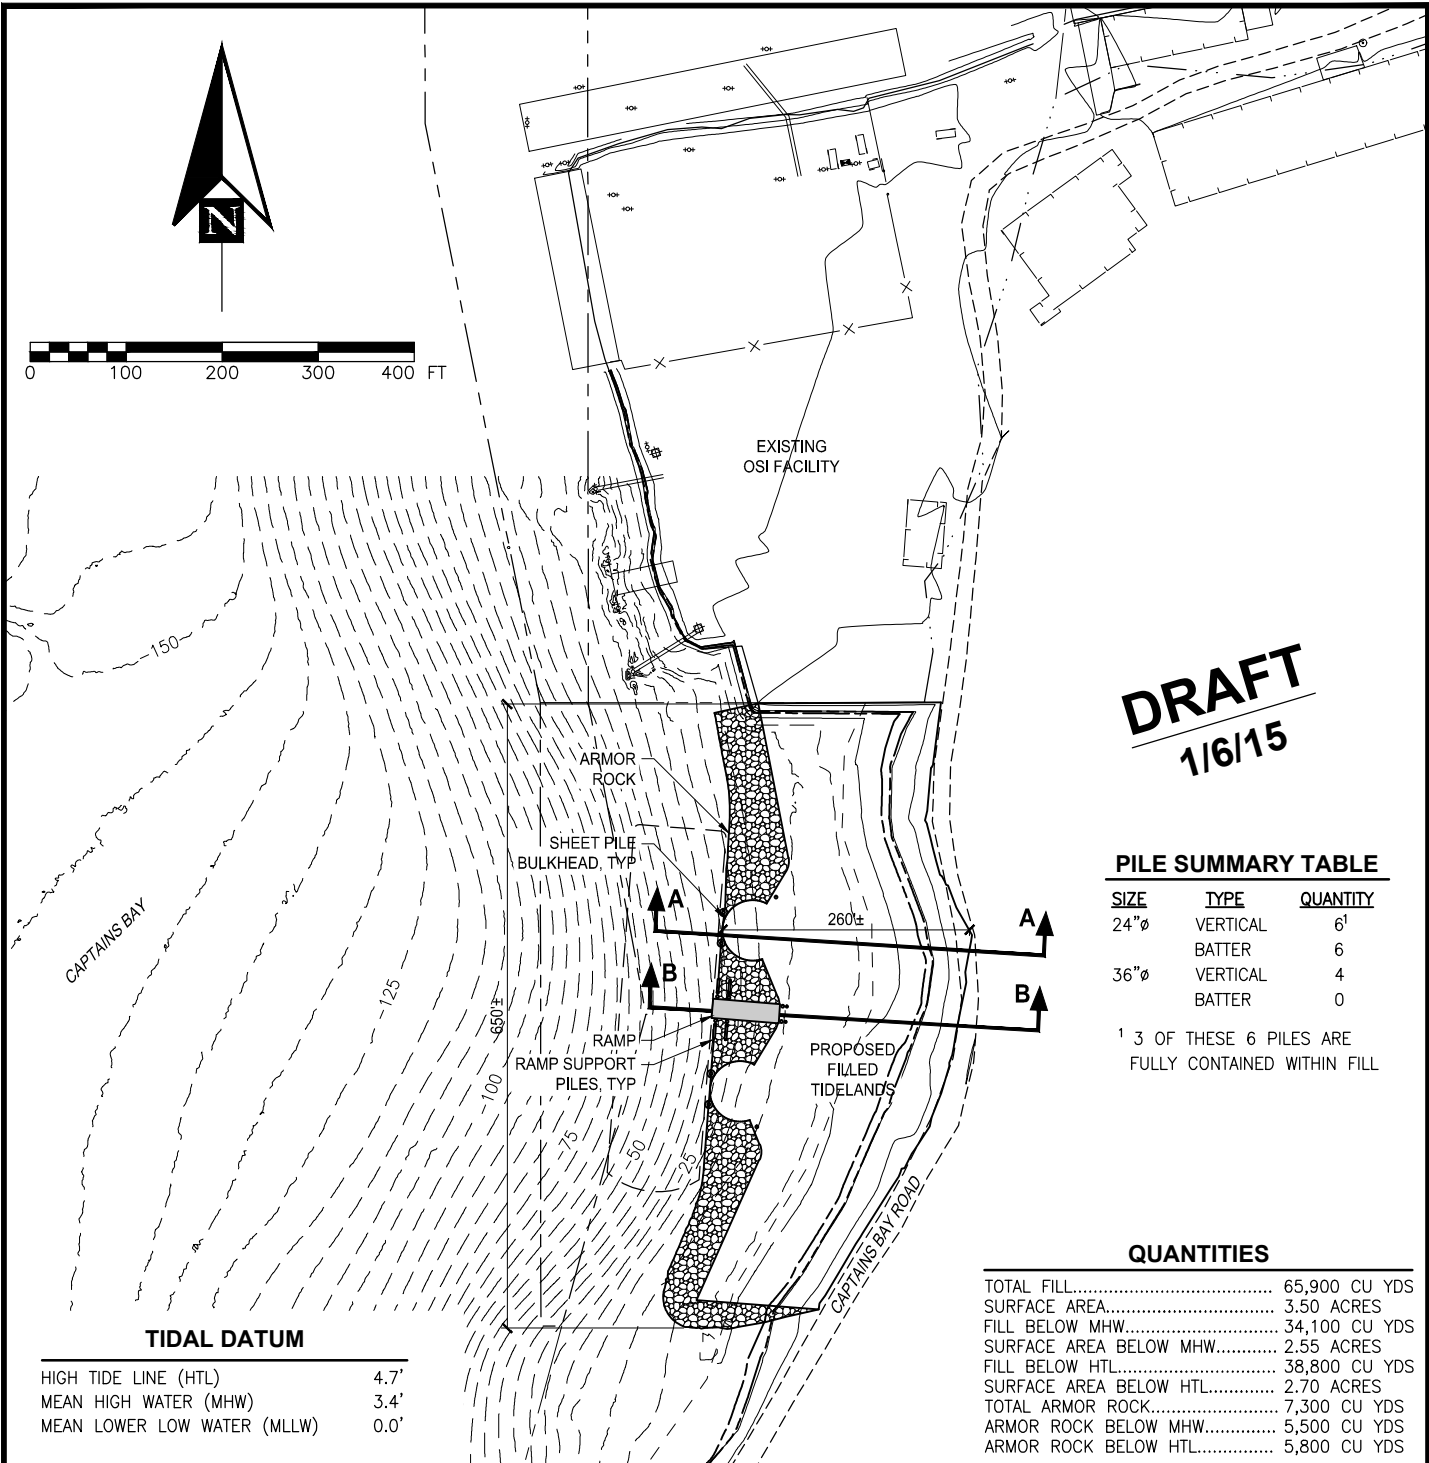 N
0 100 200 300 400 FT
EXISTING
OSI FACILITY
150
DRAFT
1/6/15
ARMOR
ROCK
SHEET PILE
BULKHEAD, TYP
A
260'±
A
CAPTAINS BAY
B
B
-125
650'±
RAMP
RAMP SUPPORT
PILES, TYP
PROPOSED
FILLED
TIDELANDS
-100
-75
-50
-25
CAPTAINS BAY ROAD
PILE SUMMARY TABLE
SIZE TYPE QUANTITY
24"ø VERTICAL 6¹
BATTER 6
36"ø VERTICAL 4
BATTER 0
¹ 3 OF THESE 6 PILES ARE
FULLY CONTAINED WITHIN FILL
QUANTITIES
TOTAL FILL.................................... 65,900 CU YDS
SURFACE AREA.............................. 3.50 ACRES
FILL BELOW MHW........................... 34,100 CU YDS
SURFACE AREA BELOW MHW........... 2.55 ACRES
FILL BELOW HTL............................. 38,800 CU YDS
SURFACE AREA BELOW HTL............ 2.70 ACRES
TOTAL ARMOR ROCK....................... 7,300 CU YDS
ARMOR ROCK BELOW MHW............. 5,500 CU YDS
ARMOR ROCK BELOW HTL.............. 5,800 CU YDS
TIDAL DATUM
HIGH TIDE LINE (HTL) 4.7'
MEAN HIGH WATER (MHW) 3.4'
MEAN LOWER LOW WATER (MLLW) 0.0'